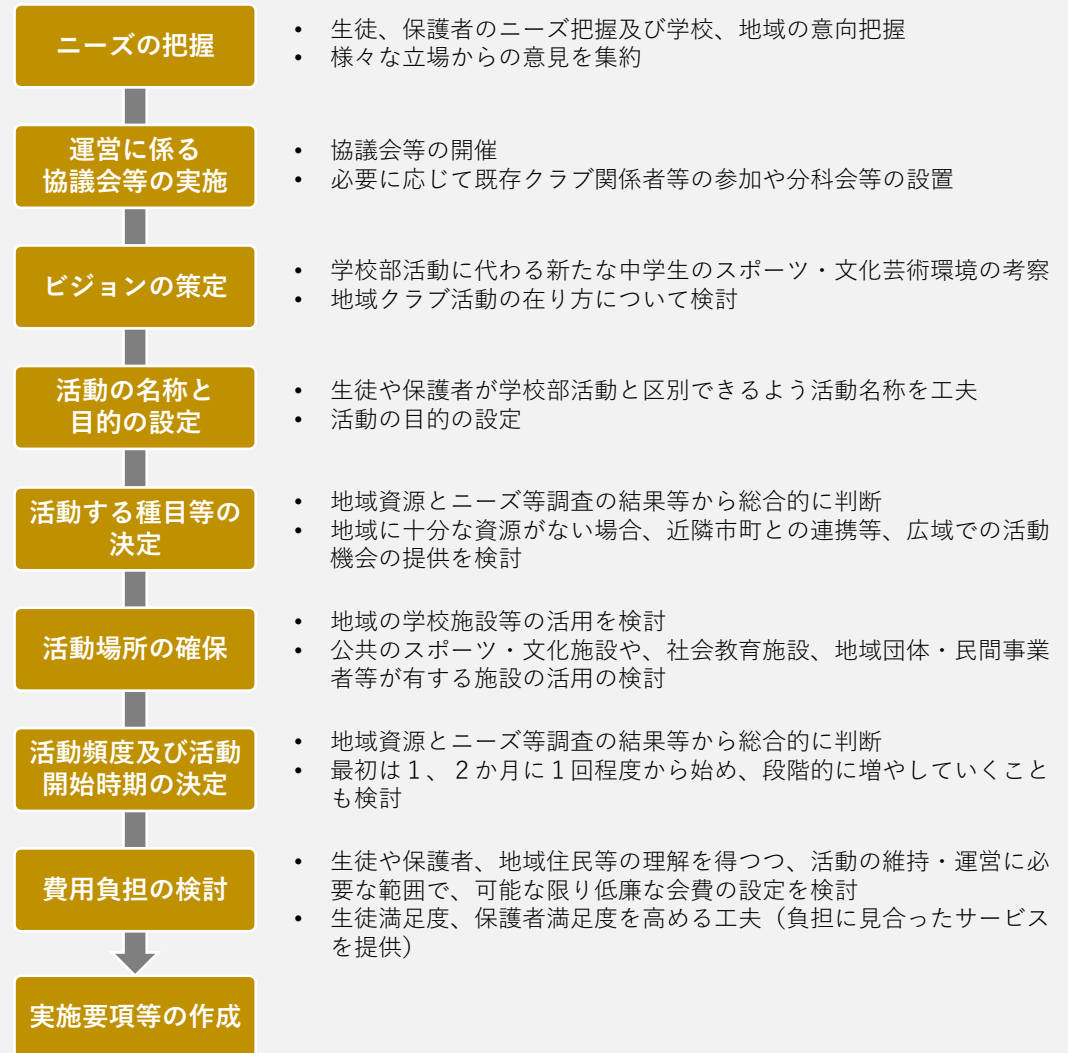 ニーズの把握
• 生徒、保護者のニーズ把握及び学校、地域の意向把握
• 様々な立場からの意見を集約
運営に係る
協議会等の実施
• 協議会等の開催
• 必要に応じて既存クラブ関係者等の参加や分科会等の設置
ビジョンの策定
• 学校部活動に代わる新たな中学生のスポーツ・文化芸術環境の考察
• 地域クラブ活動の在り方について検討
活動の名称と
目的の設定
• 生徒や保護者が学校部活動と区別できるよう活動名称を工夫
• 活動の目的の設定
活動する種目等の
決定
• 地域資源とニーズ等調査の結果等から総合的に判断
• 地域に十分な資源がない場合、近隣市町との連携等、広域での活動
機会の提供を検討
活動場所の確保
• 地域の学校施設等の活用を検討
• 公共のスポーツ・文化施設や、社会教育施設、地域団体・民間事業
者等が有する施設の活用の検討
活動頻度及び活動
開始時期の決定
• 地域資源とニーズ等調査の結果等から総合的に判断
• 最初は１、２か月に１回程度から始め、段階的に増やしていくこと
も検討
費用負担の検討
• 生徒や保護者、地域住民等の理解を得つつ、活動の維持・運営に必
要な範囲で、可能な限り低廉な会費の設定を検討
• 生徒満足度、保護者満足度を高める工夫（負担に見合ったサービス
を提供）
実施要項等の作成